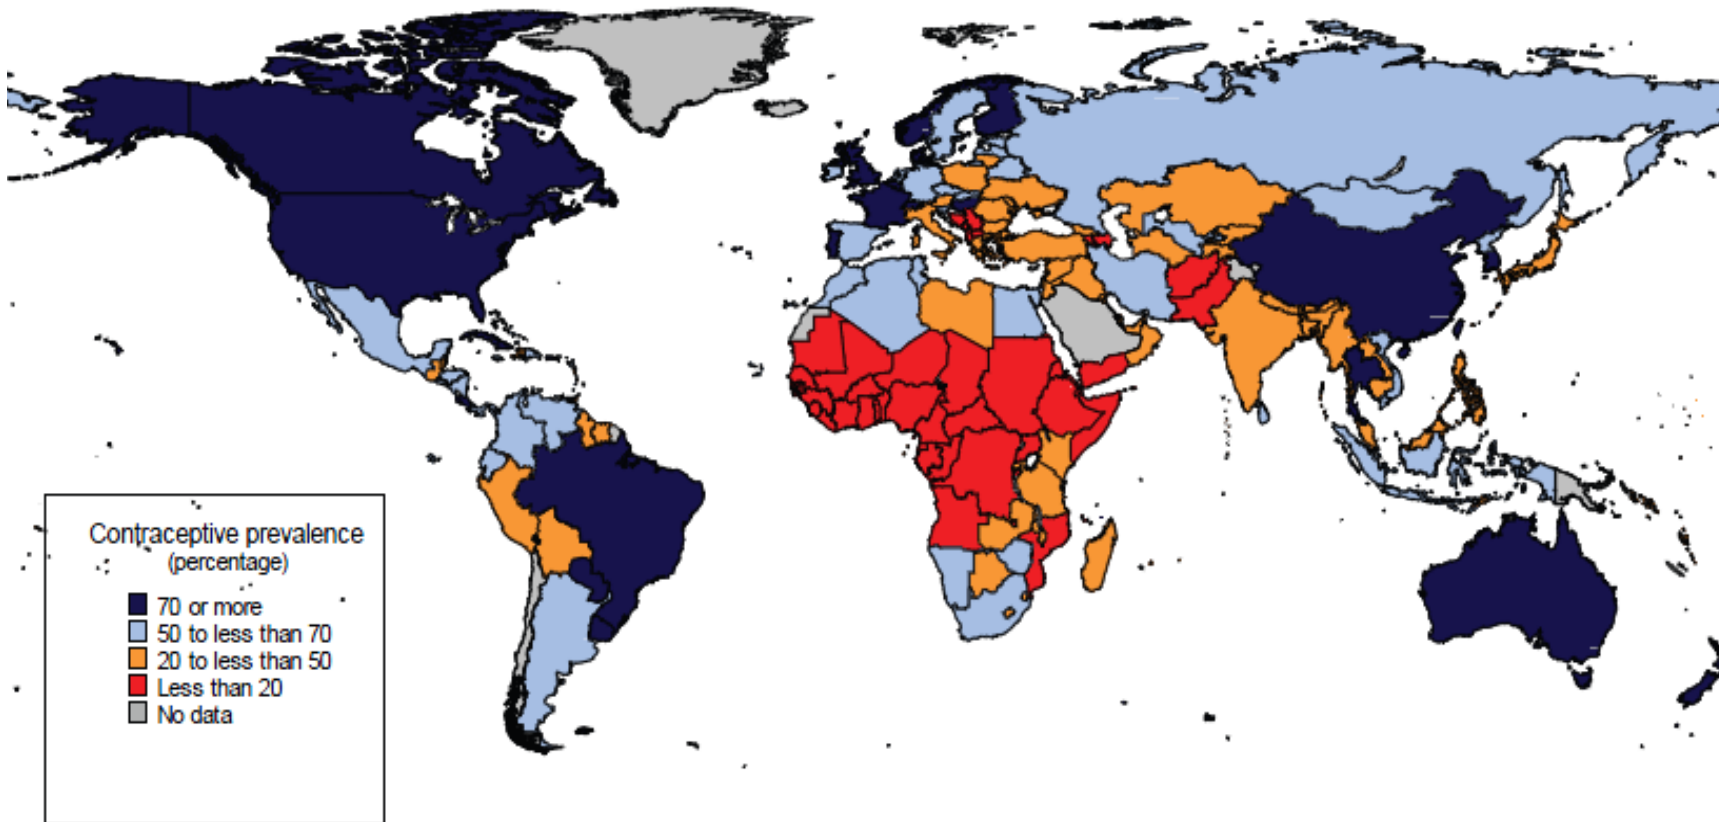 Contraceptive prevalence
(percentage)
70 or more
50 to less than 70
20 to less than 50
Less than 20
No data